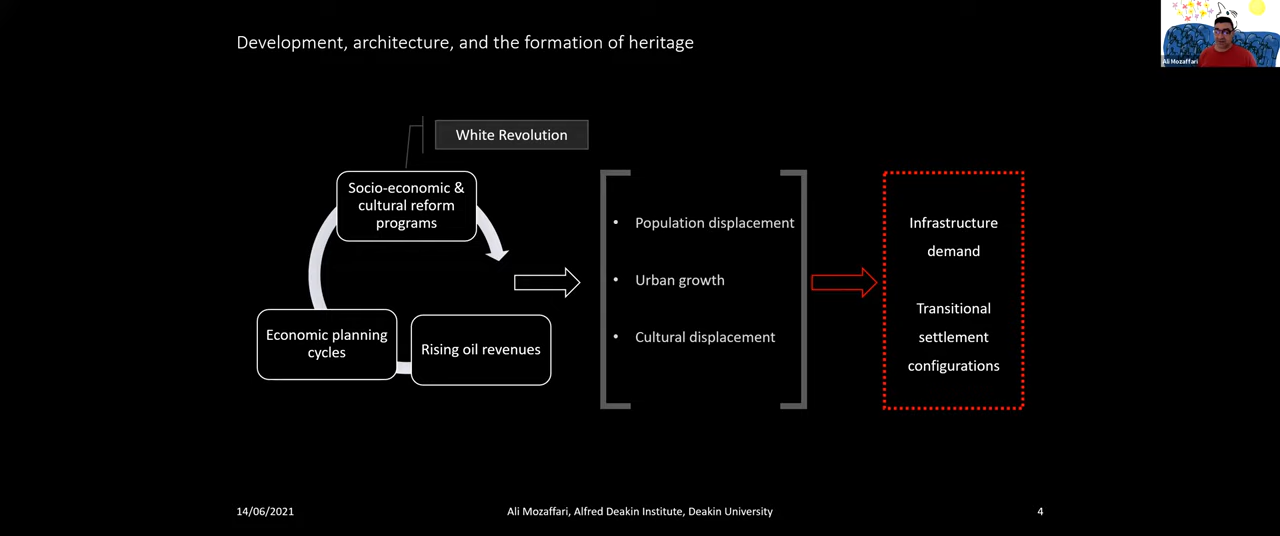 Development, architecture, and the formation of heritage
Ali Mozaffari
White Revolution
Socio-economic &
cultural reform
programs
Economic planning
cycles
Rising oil revenues
• Population displacement
• Urban growth
• Cultural displacement
Infrastructure
demand
Transitional
settlement
configurations
14/06/2021
Ali Mozaffari, Alfred Deakin Institute, Deakin University
4